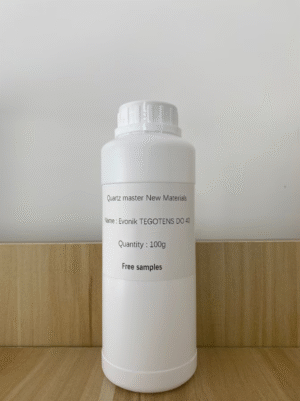 Quartz master New Materials
Name : Evonik TEGOTENS DO 40
Quantity : 100g
Free samples